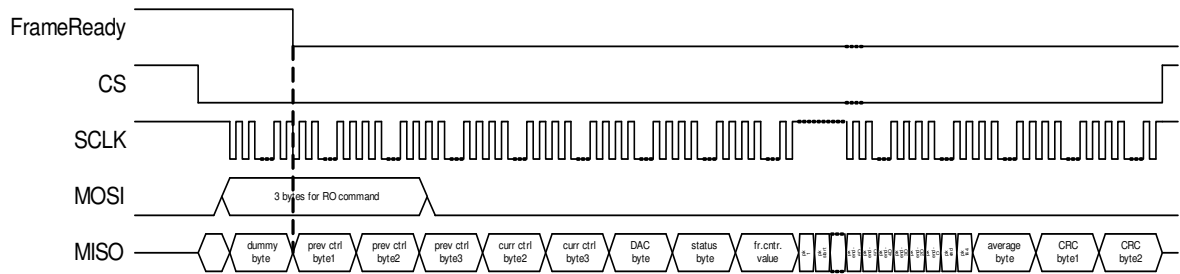 FrameReady
CS
SCLK
MOSI
3 bytes for RO command
MISO
dummy byte
prev ctrl byte1
prev ctrl byte2
prev ctrl byte3
curr ctrl byte2
curr ctrl byte3
DAC byte
status byte
fr.cntr. value
average byte
CRC byte1
CRC byte2